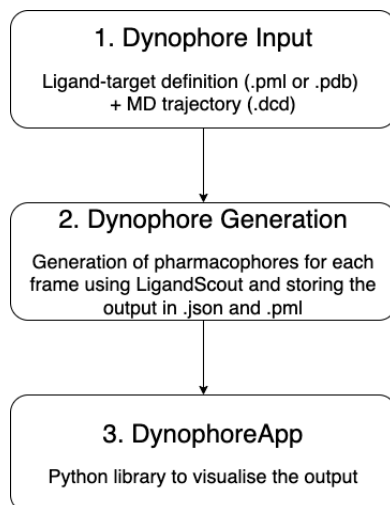 1. Dynophore Input
Ligand-target definition (.pml or .pdb)
+ MD trajectory (.dcd)
2. Dynophore Generation
Generation of pharmacophores for each
frame using LigandScout and storing the
output in .json and .pml
3. DynophoreApp
Python library to visualise the output